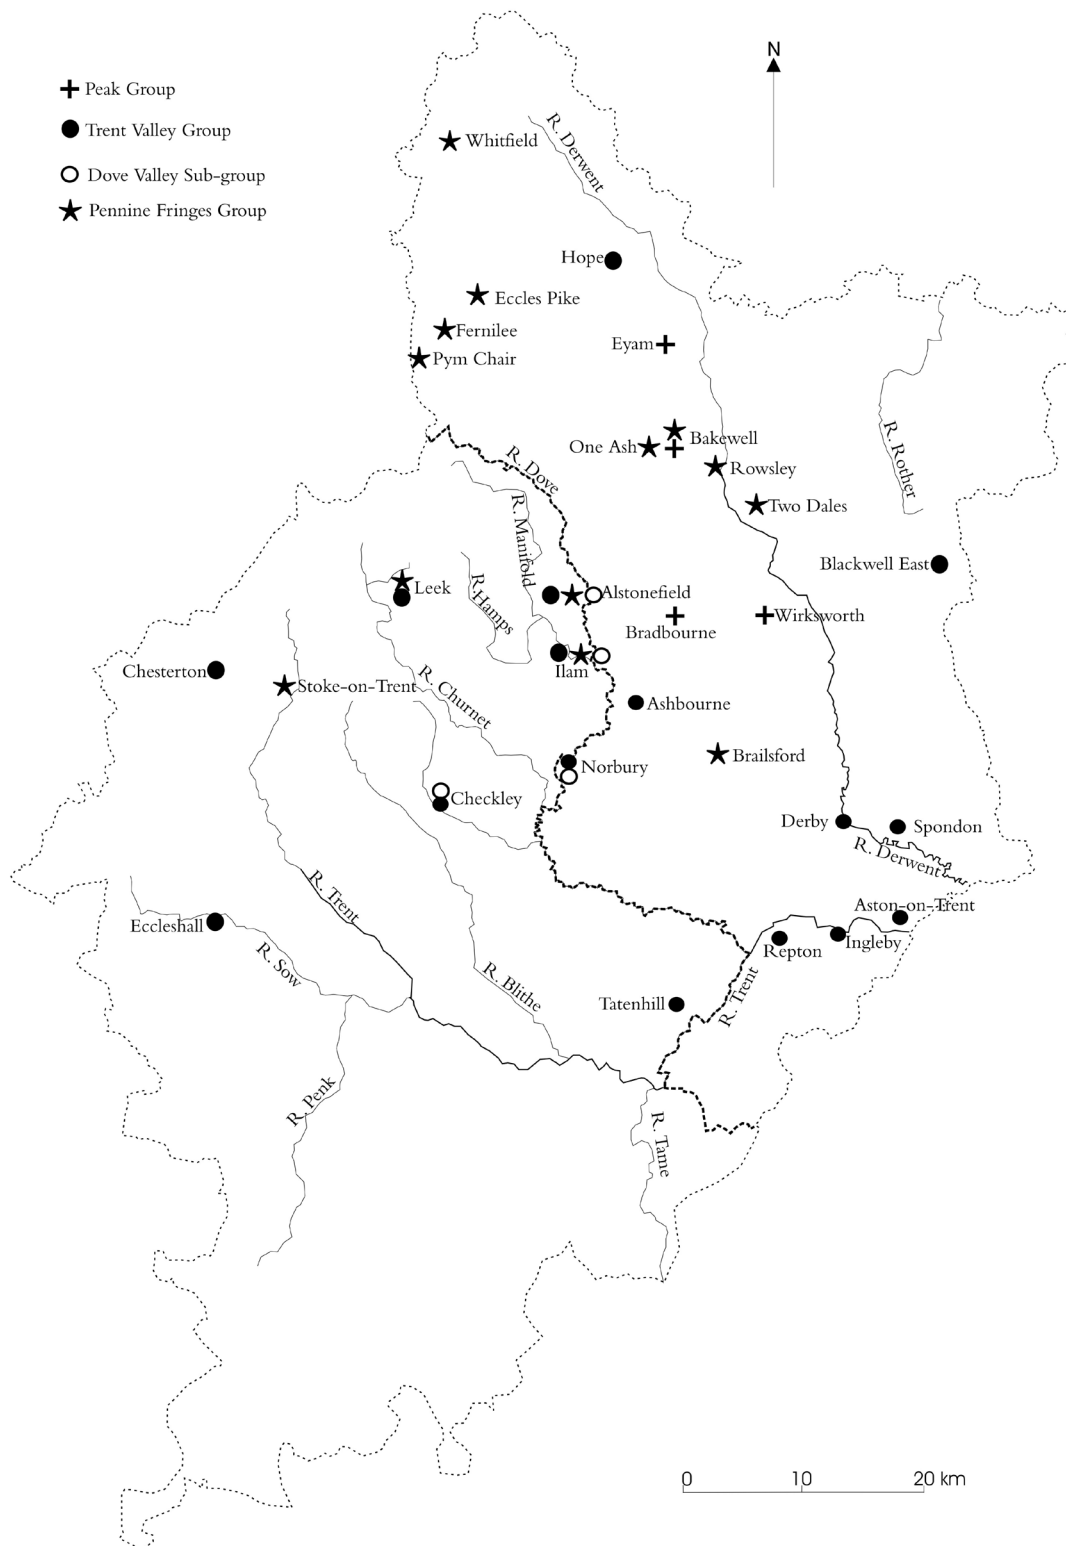 N
Peak Group
Trent Valley Group
Dove Valley Sub-group
Pennine Fringes Group
Whitfield
R. Derwent
Hope
Eccles Pike
Fernilee
Pym Chair
Eyam
Bakewell
One Ash
Rowsley
R. Dove
R. Rother
Two Dales
R. Manifold
Blackwell East
Leek
R. Hamps
Alstonefield
Bradbourne
Wirksworth
Chesterton
Ilam
Stoke-on-Trent
R. Churnet
Ashbourne
Brailsford
Norbury
Checkley
Derby
Spondon
R. Derwent
R. Trent
Aston-on-Trent
Eccleshall
Ingleby
Repton
R. Sow
R. Blithe
R. Trent
Tatenhill
R. Penk
R. Tame
0 10 20 km